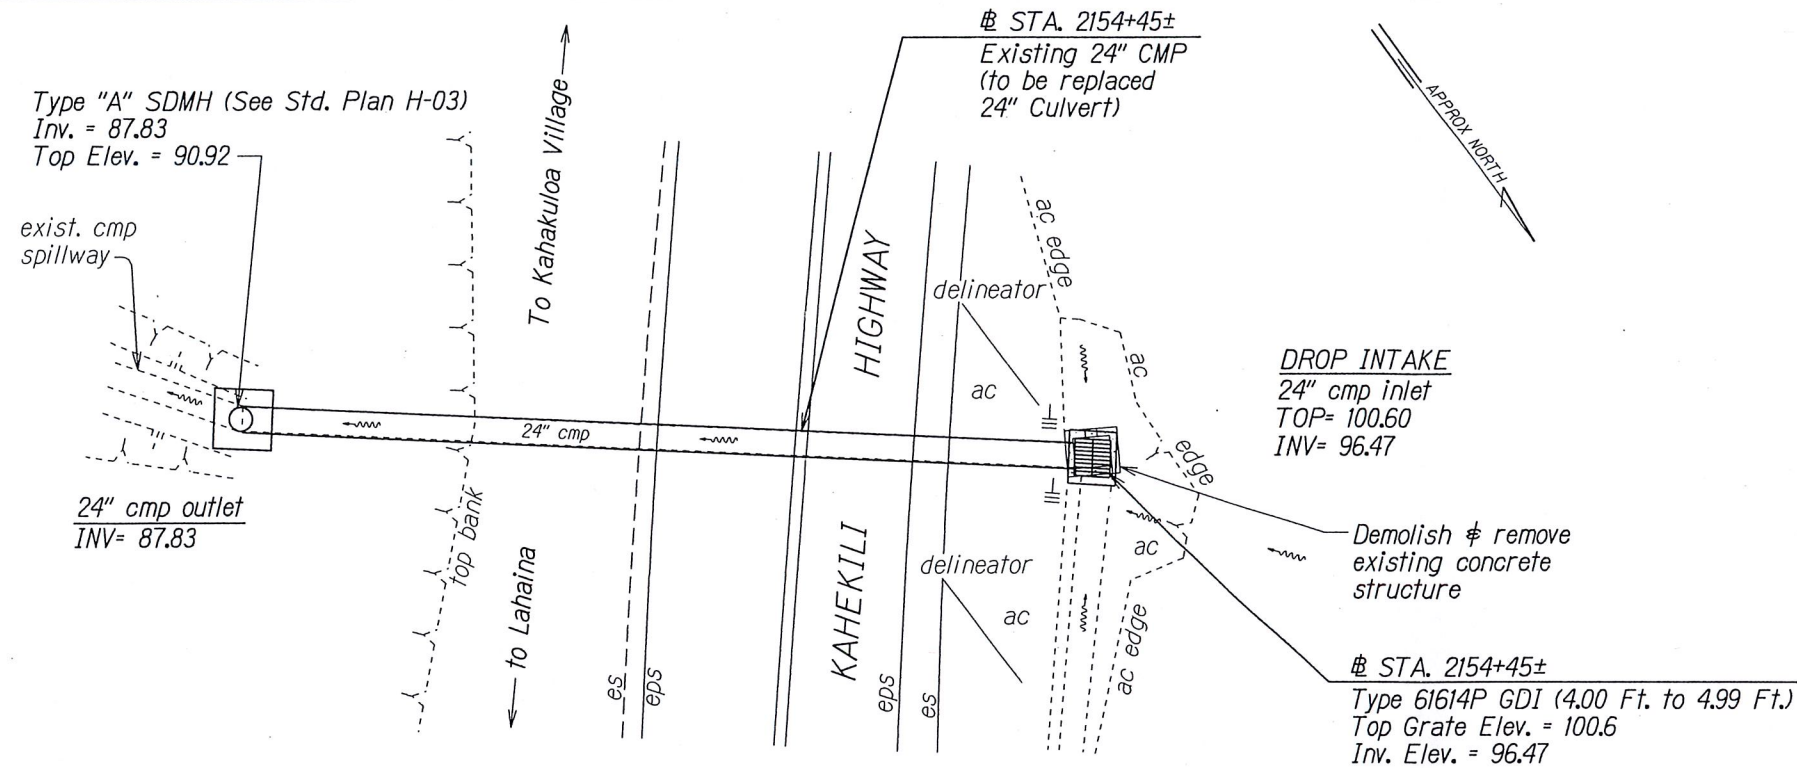 ℄ STA. 2154+45±
Existing 24" CMP
(to be replaced
24" Culvert)
Type "A" SDMH (See Std. Plan H-03)
Inv. = 87.83
Top Elev. = 90.92
exist. cmp
spillway
24" cmp outlet
INV= 87.83
To Kahakuloa Village
to Lahaina
top bank
24" cmp
es
eps
KAHEKILI
HIGHWAY
eps
es
delineator
ac
delineator
ac
ac edge
ac
edge
ac
ac edge
APPROX NORTH
DROP INTAKE
24" cmp inlet
TOP= 100.60
INV= 96.47
Demolish & remove
existing concrete
structure
℄ STA. 2154+45±
Type 61614P GDI (4.00 Ft. to 4.99 Ft.)
Top Grate Elev. = 100.6
Inv. Elev. = 96.47